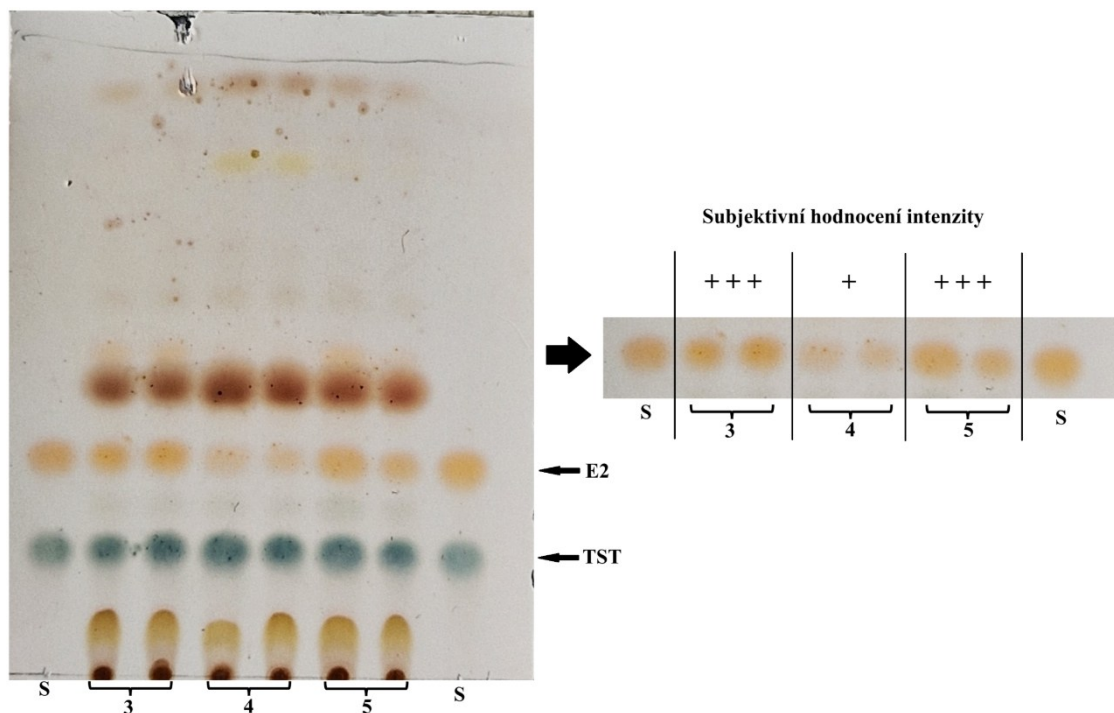 Subjektivní hodnocení intenzity
+ + + + + + +
S 3 4 5 S
E2
TST
S 3 4 5 S